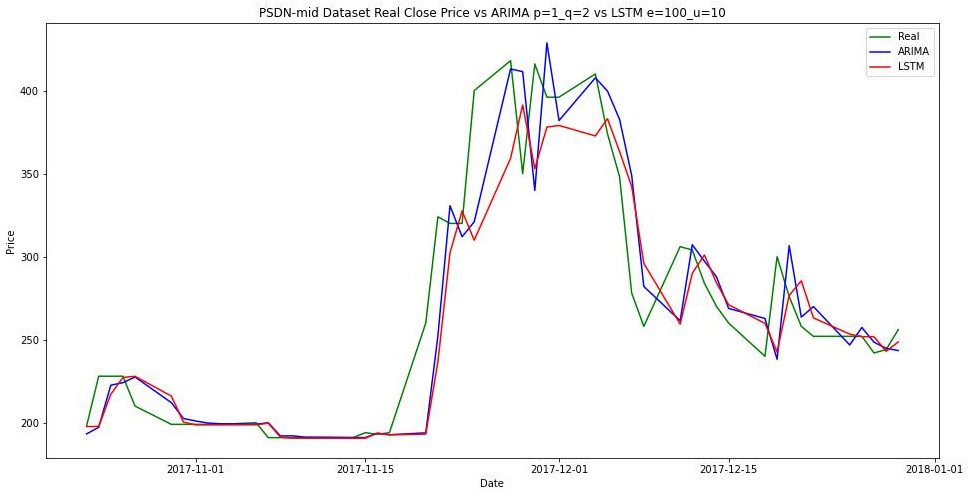 PSDN-mid Dataset Real Close Price vs ARIMA p=1_q=2 vs LSTM e=100_u=10
Real
ARIMA
LSTM
Price
400
350
300
250
200
2017-11-01
2017-11-15
2017-12-01
2017-12-15
2018-01-01
Date